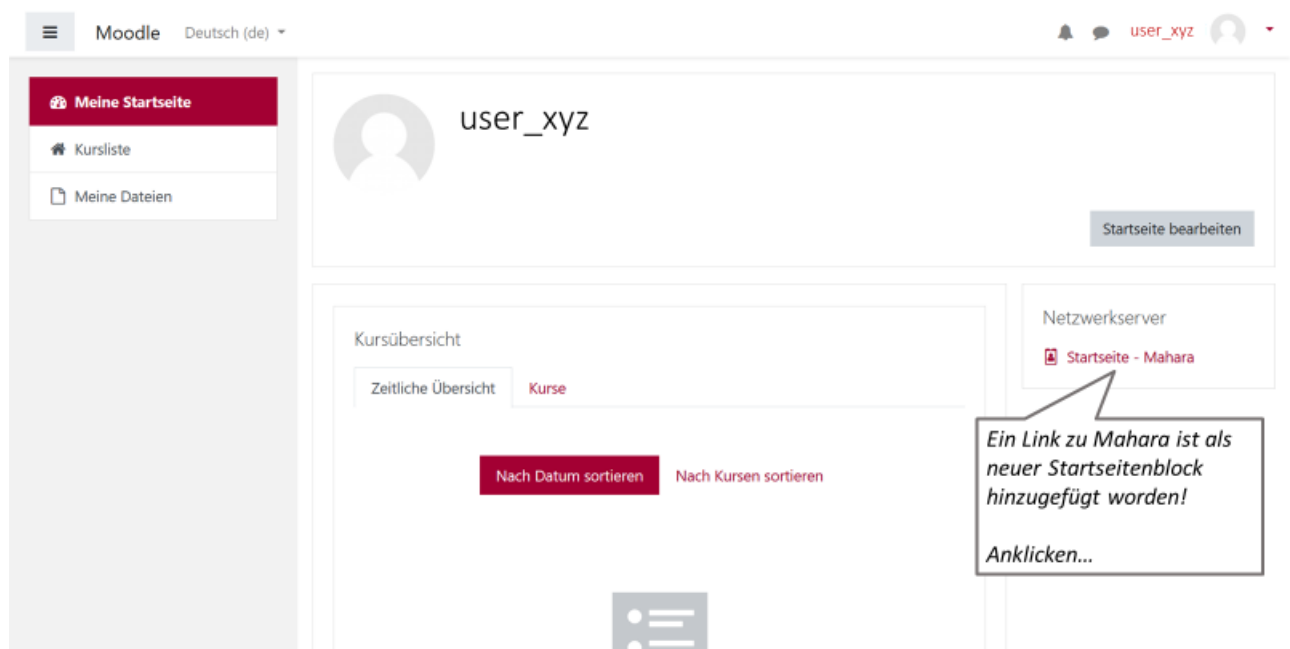 Moodle Deutsch (de)
user_xyz
Meine Startseite
Kursliste
Meine Dateien
user_xyz
Startseite bearbeiten
Kursübersicht
Zeitliche Übersicht Kurse
Nach Datum sortieren Nach Kursen sortieren
Netzwerkserver
Startseite - Mahara
Ein Link zu Mahara ist als
neuer Startseitenblock
hinzugefügt worden!
Anklicken...